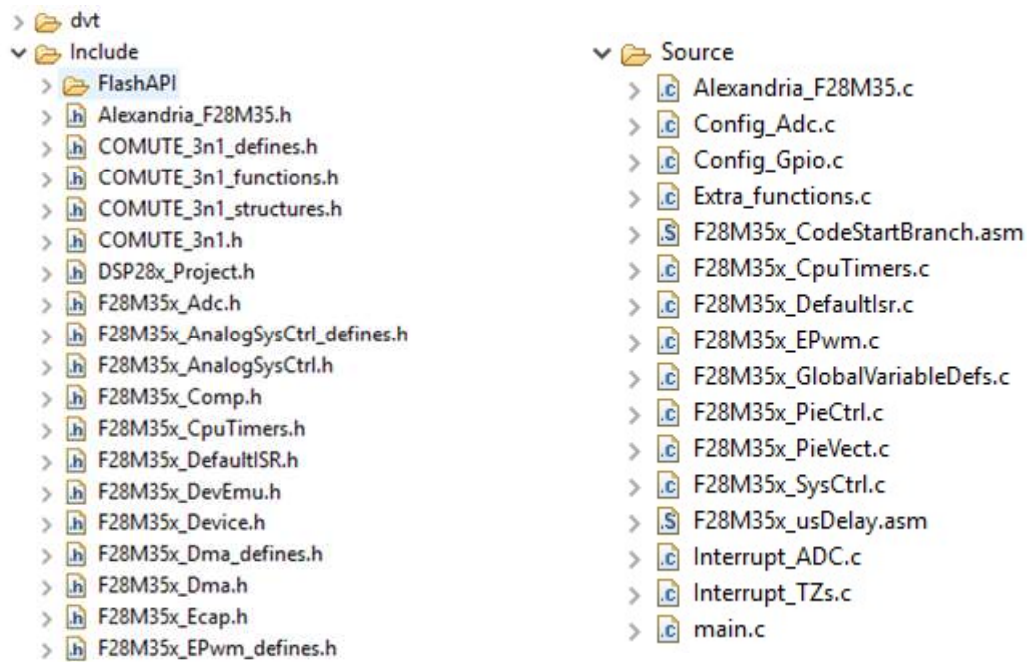 dvt
Include
FlashAPI
Alexandria_F28M35.h
COMUTE_3n1_defines.h
COMUTE_3n1_functions.h
COMUTE_3n1_structures.h
COMUTE_3n1.h
DSP28x_Project.h
F28M35x_Adc.h
F28M35x_AnalogSysCtrl_defines.h
F28M35x_AnalogSysCtrl.h
F28M35x_Comp.h
F28M35x_CpuTimers.h
F28M35x_DefaultISR.h
F28M35x_DevEmu.h
F28M35x_Device.h
F28M35x_Dma_defines.h
F28M35x_Dma.h
F28M35x_Ecap.h
F28M35x_EPwm_defines.h
Source
Alexandria_F28M35.c
Config_Adc.c
Config_Gpio.c
Extra_functions.c
F28M35x_CodeStartBranch.asm
F28M35x_CpuTimers.c
F28M35x_DefaultIsr.c
F28M35x_EPwm.c
F28M35x_GlobalVariableDefs.c
F28M35x_PieCtrl.c
F28M35x_PieVect.c
F28M35x_SysCtrl.c
F28M35x_usDelay.asm
Interrupt_ADC.c
Interrupt_TZs.c
main.c